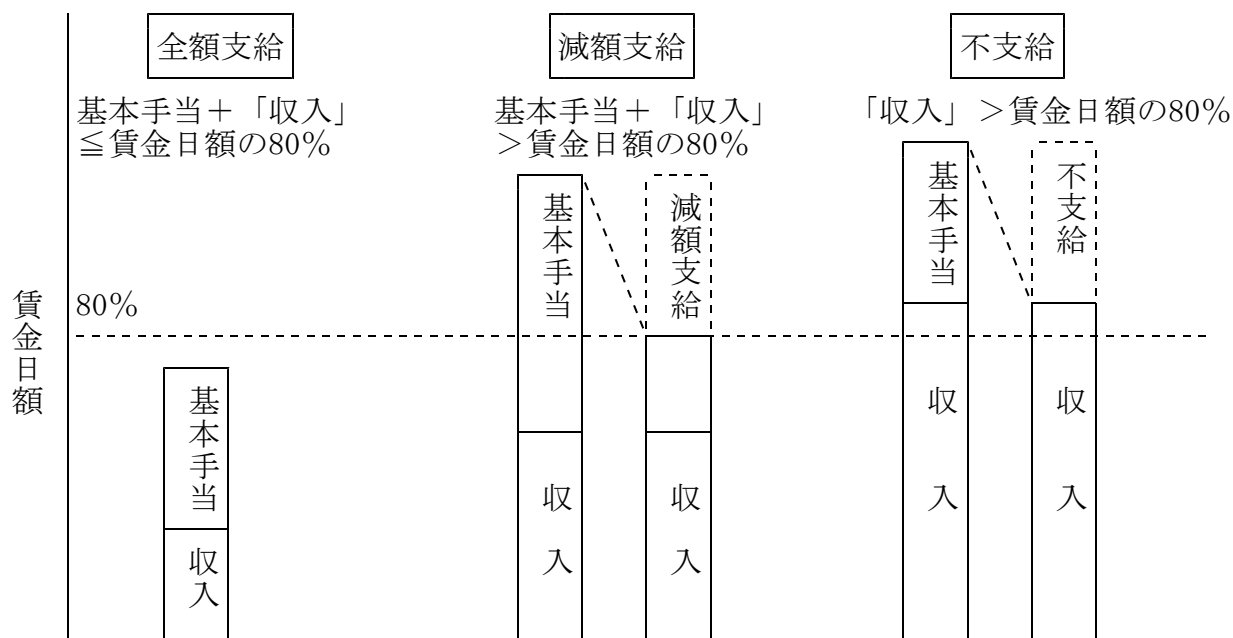 全額支給
基本手当＋「収入」
≦賃金日額の80％
減額支給
基本手当＋「収入」
＞賃金日額の80％
不支給
「収入」＞賃金日額の80％
賃金日額
80％
基本手当
収入
基本手当
収入
減額支給
収入
基本手当
収入
不支給
収入